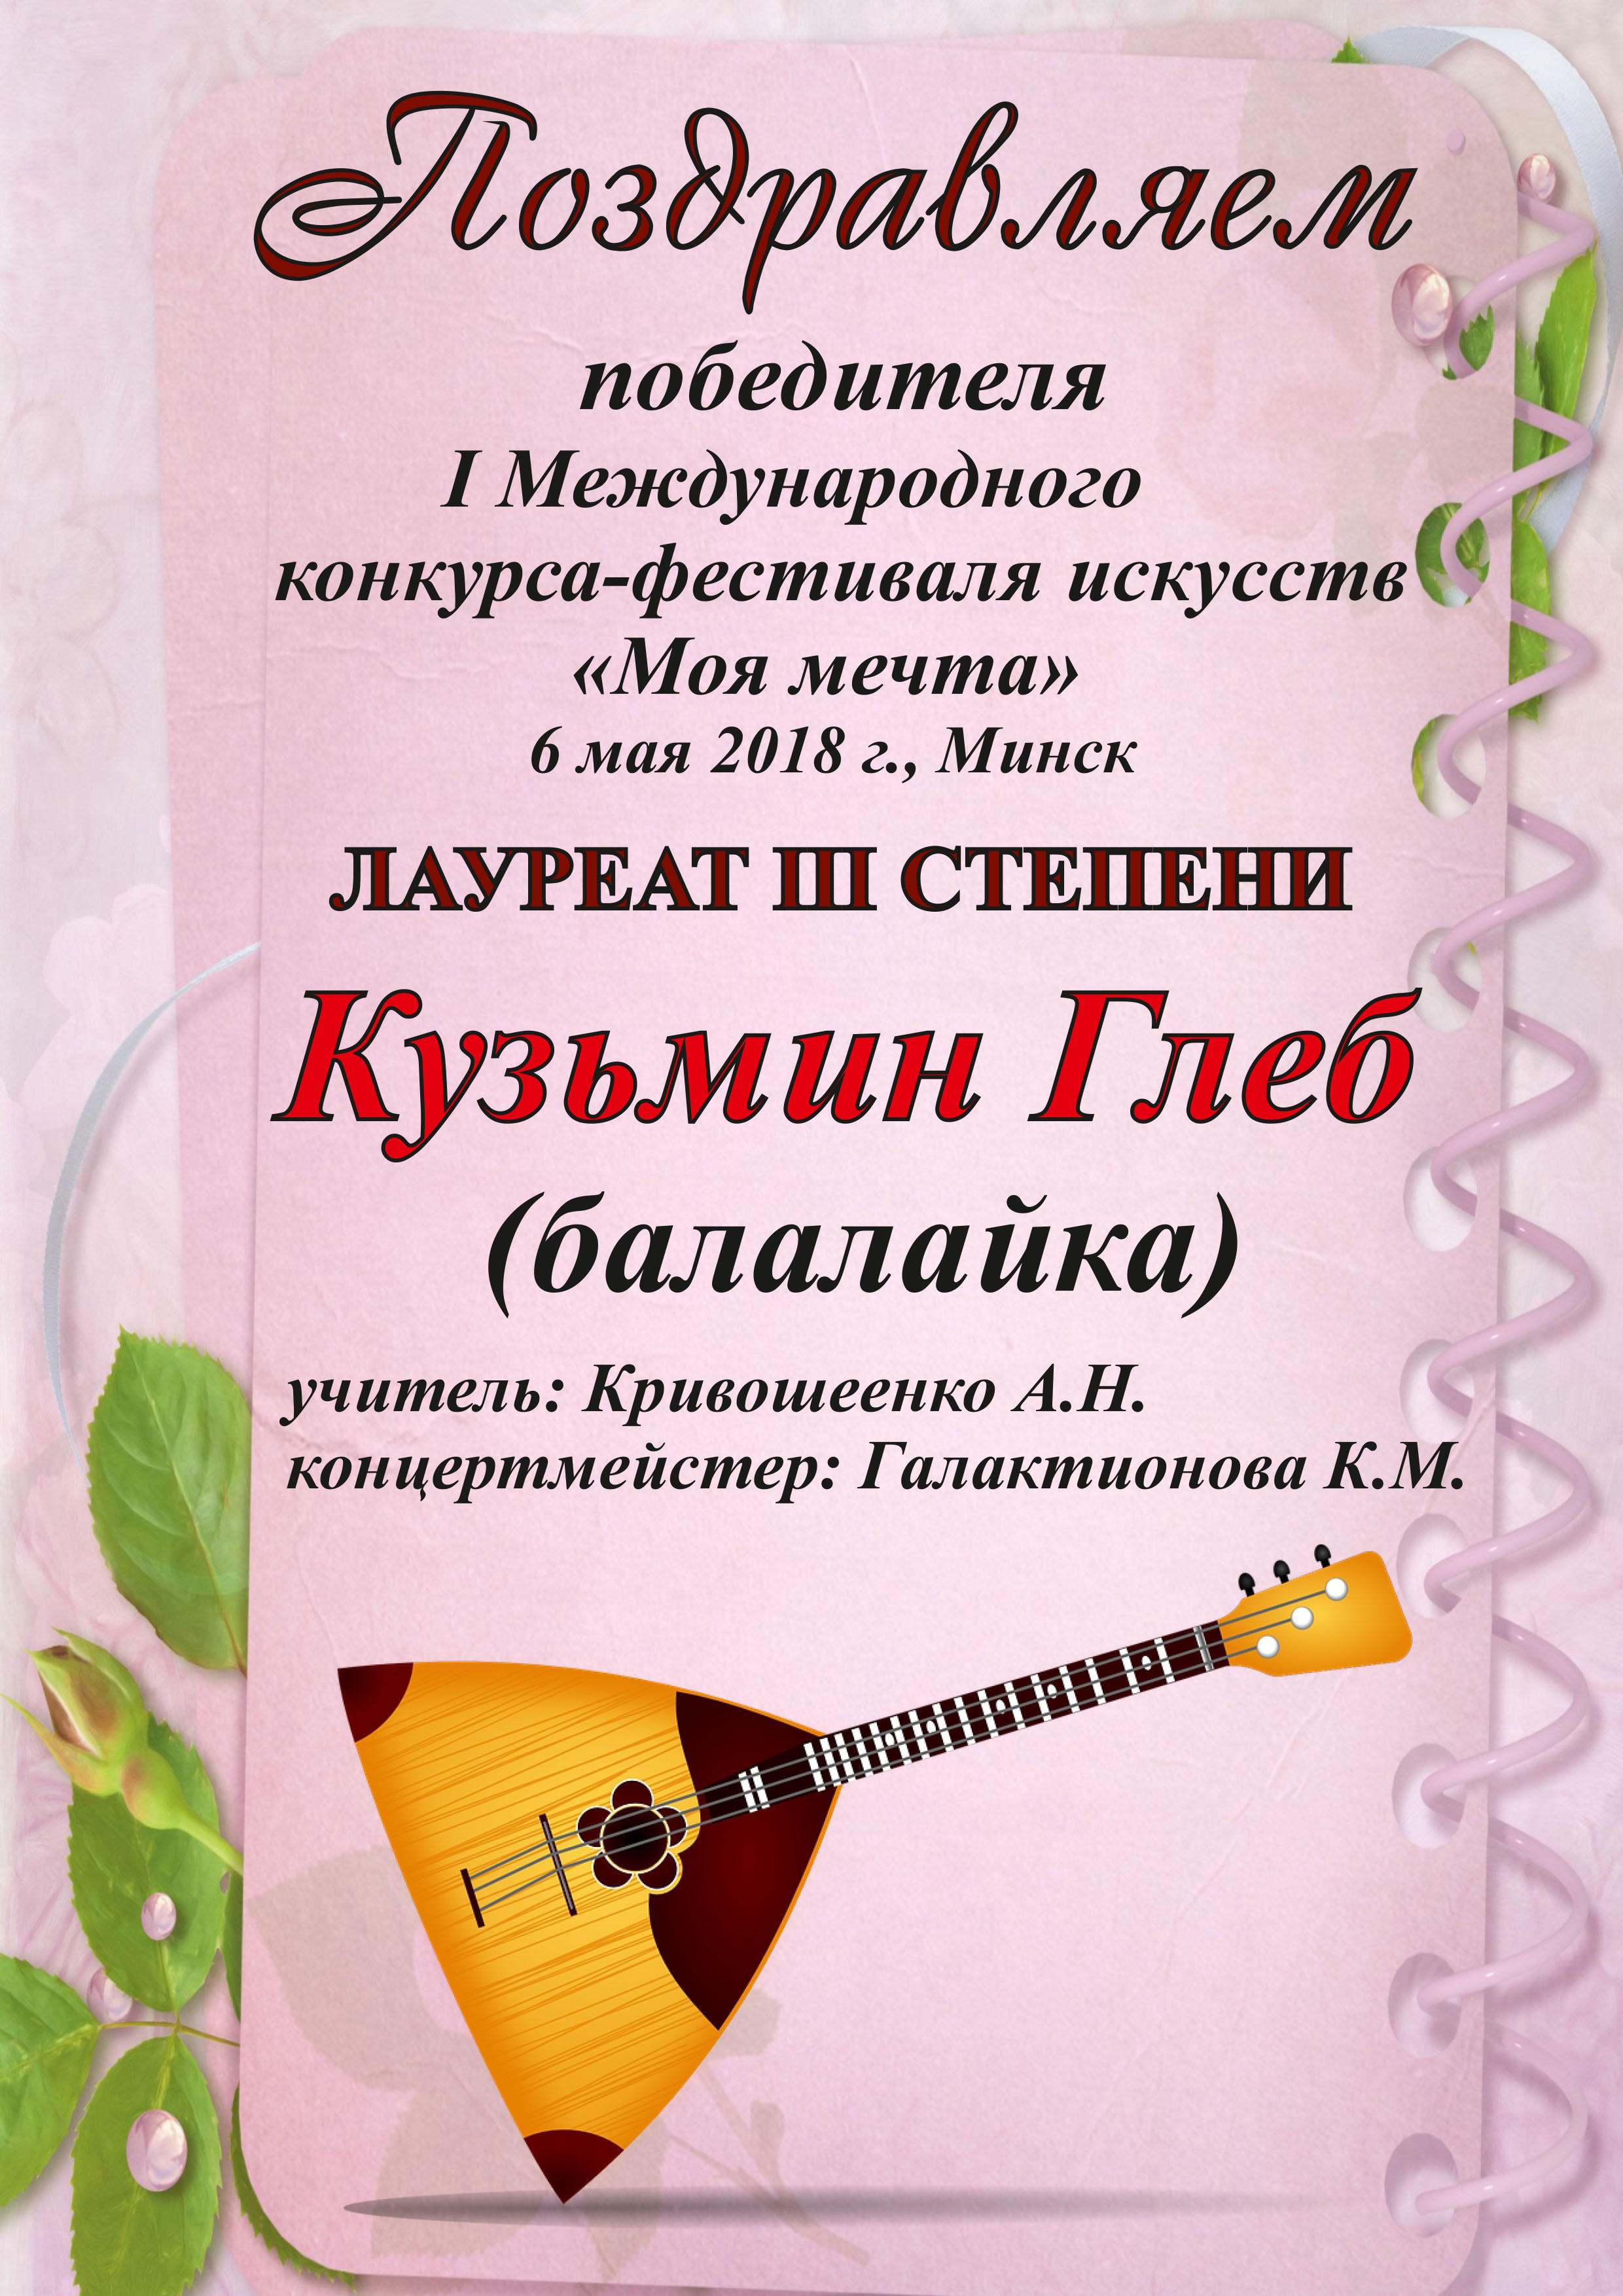 Поздравляем
победителя
I Международного
конкурса-фестиваля искусств
«Моя мечта»
6 мая 2018 г., Минск
ЛАУРЕАТ III СТЕПЕНИ
Кузьмин Глеб
(балалайка)
учитель: Кривошеенко А.Н.
концертмейстер: Галактионова К.М.